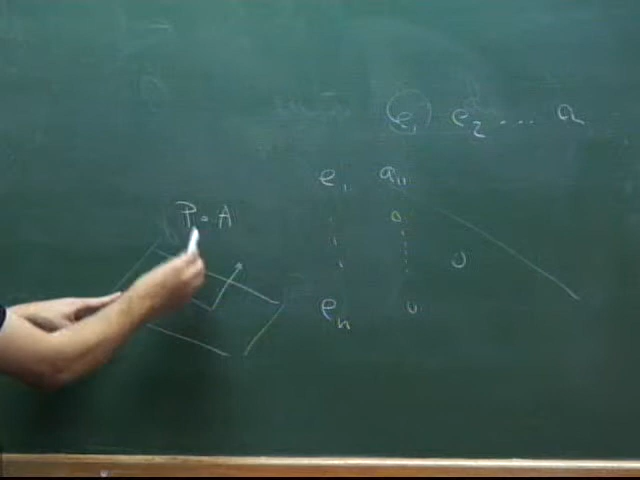 e₁ e₂ ... a
e₁ a₁₁
P = A 0
0
eₙ 0